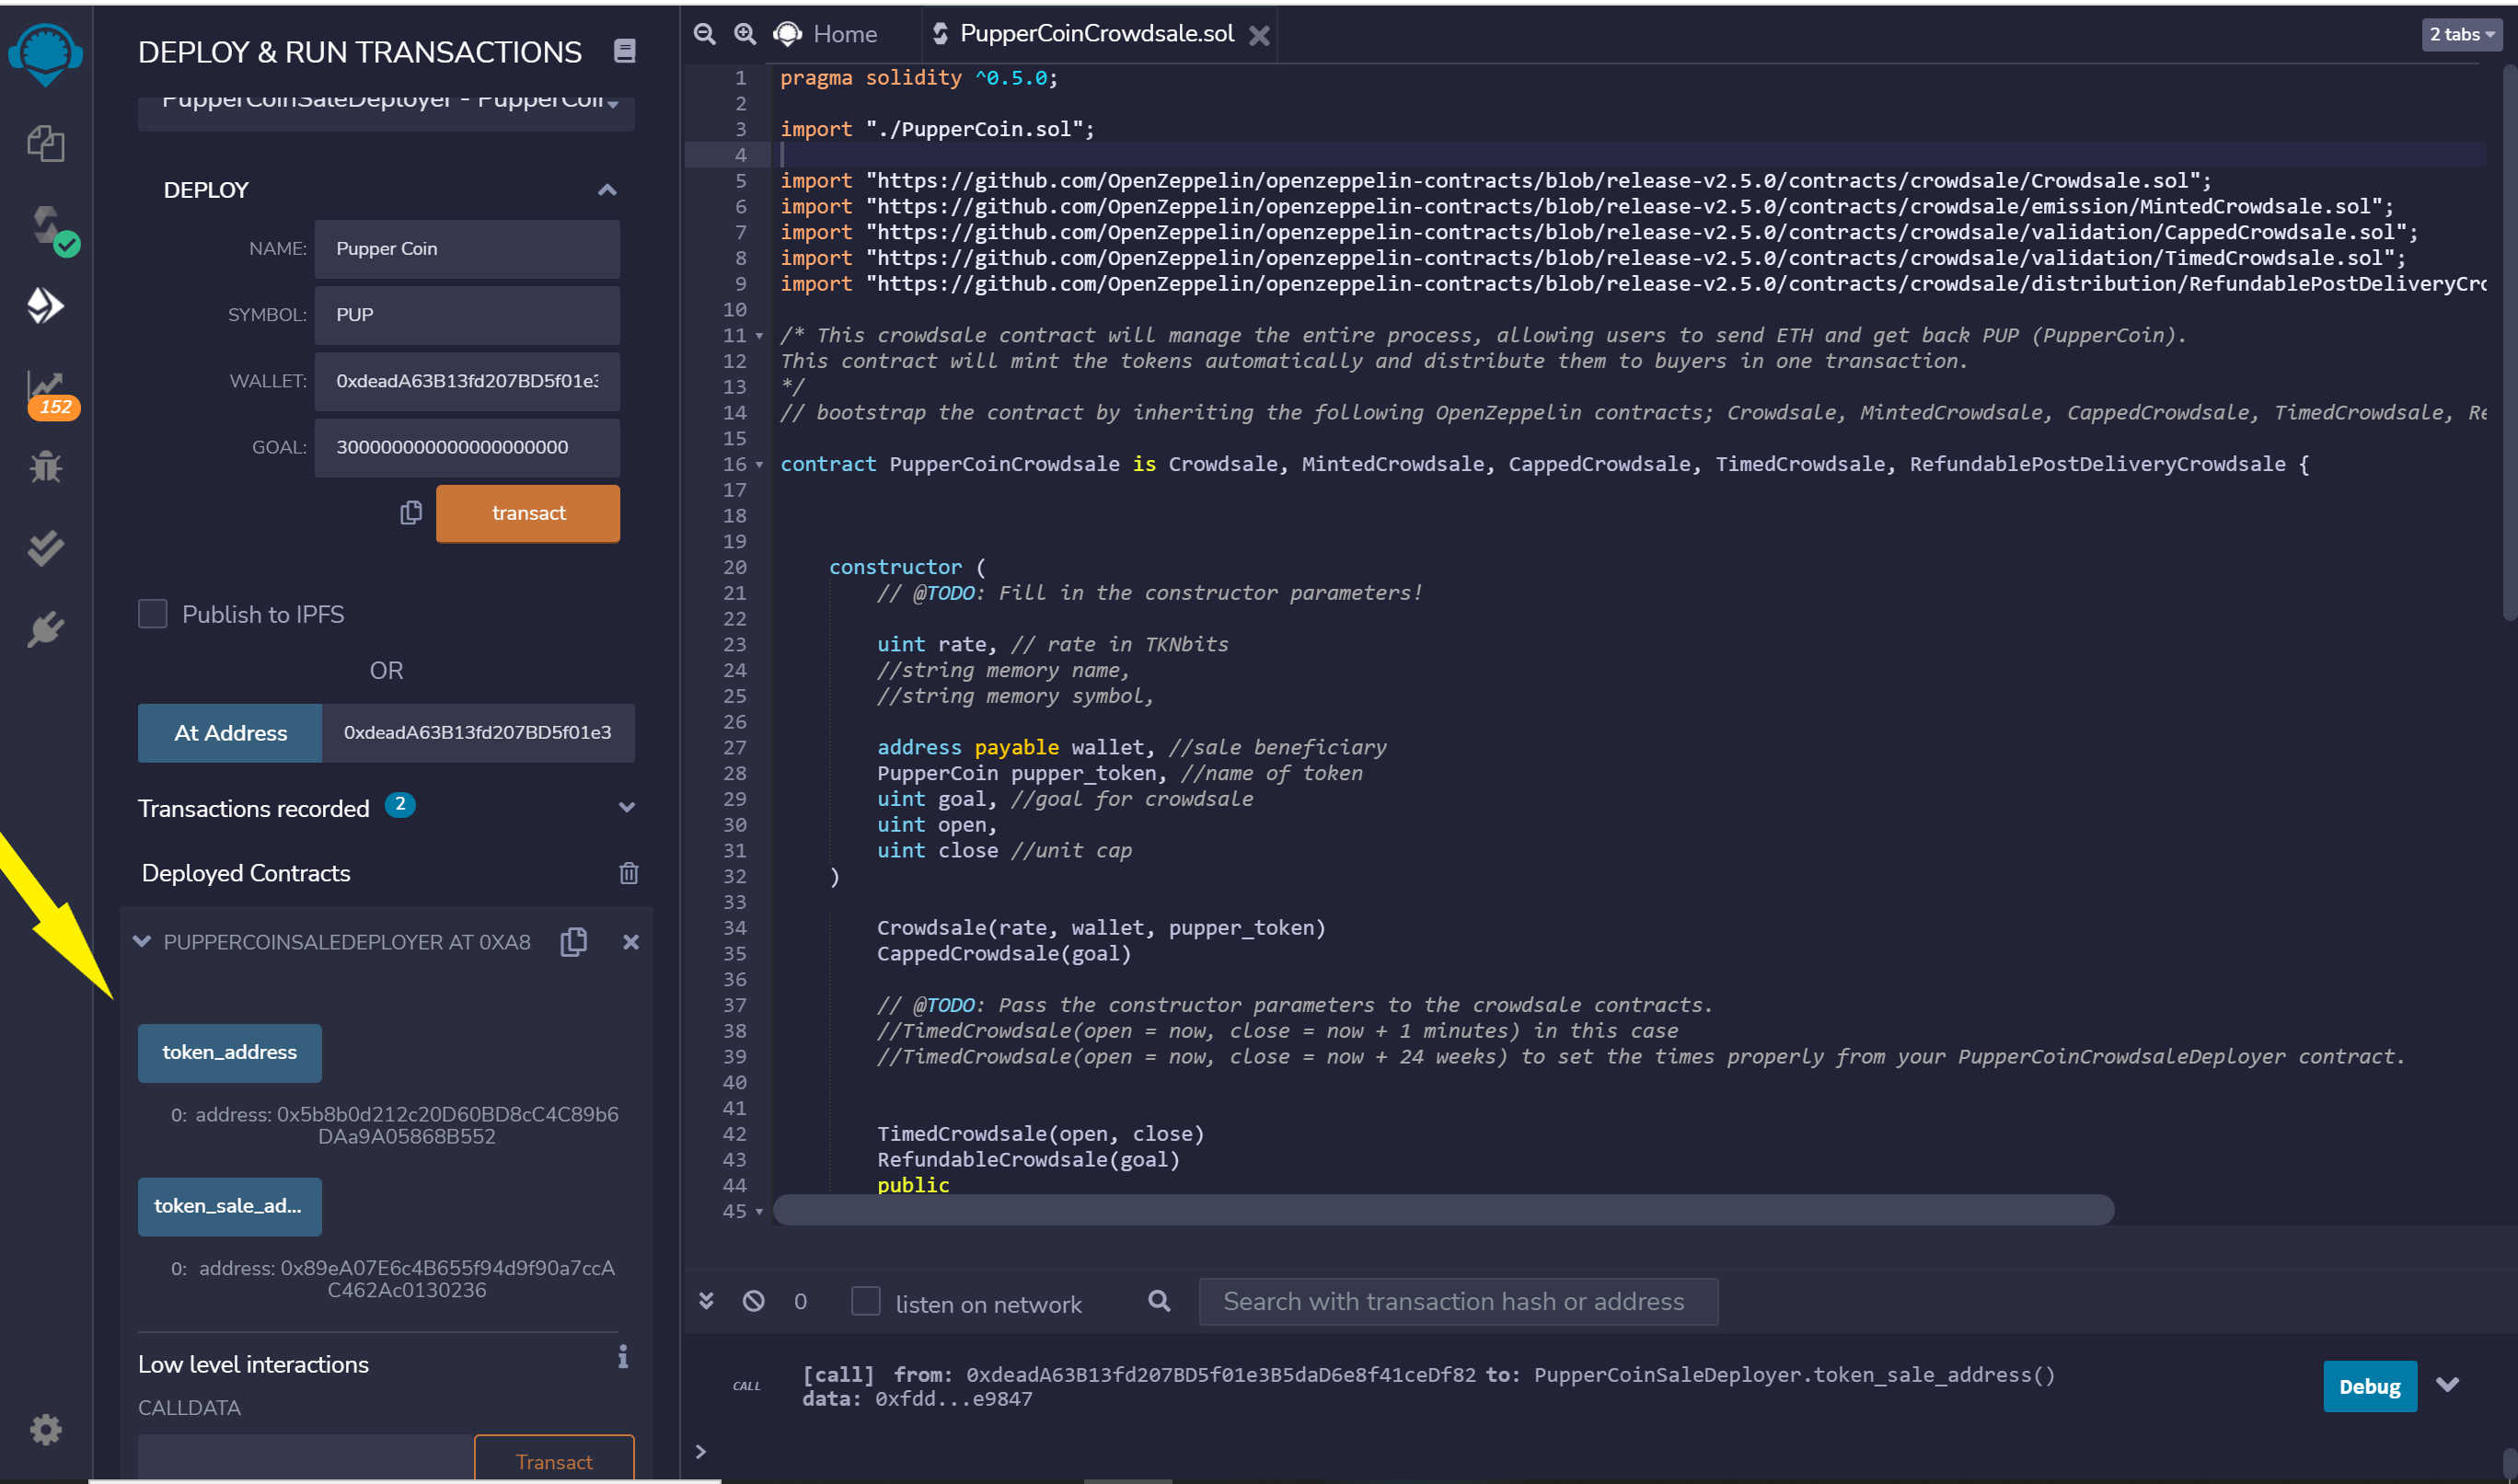 DEPLOY & RUN TRANSACTIONS
PupperCoinSaleDeployer - PupperCoin
DEPLOY
NAME: Pupper Coin
SYMBOL: PUP
WALLET: 0xdeadA63B13fd207BD5f01e3
GOAL: 300000000000000000000
transact
Publish to IPFS
OR
At Address 0xdeadA63B13fd207BD5f01e3
Transactions recorded 2
Deployed Contracts
PUPPERCOINSALEDEPLOYER AT 0XA8
token_address
0: address: 0x5b8b0d212c20D60BD8cC4C89b6
DAa9A05868B552
token_sale_ad...
0: address: 0x89eA07E6c4B655f94d9f90a7ccA
C462Ac0130236
Low level interactions
CALLDATA
Transact
152
Home
PupperCoinCrowdsale.sol
2 tabs
1 pragma solidity ^0.5.0;
2
3 import "./PupperCoin.sol";
4
5 import "https://github.com/OpenZeppelin/openzeppelin-contracts/blob/release-v2.5.0/contracts/crowdsale/Crowdsale.sol";
6 import "https://github.com/OpenZeppelin/openzeppelin-contracts/blob/release-v2.5.0/contracts/crowdsale/emission/MintedCrowdsale.sol";
7 import "https://github.com/OpenZeppelin/openzeppelin-contracts/blob/release-v2.5.0/contracts/crowdsale/validation/CappedCrowdsale.sol";
8 import "https://github.com/OpenZeppelin/openzeppelin-contracts/blob/release-v2.5.0/contracts/crowdsale/validation/TimedCrowdsale.sol";
9 import "https://github.com/OpenZeppelin/openzeppelin-contracts/blob/release-v2.5.0/contracts/crowdsale/distribution/RefundablePostDeliveryCro
10
11 /* This crowdsale contract will manage the entire process, allowing users to send ETH and get back PUP (PupperCoin).
12 This contract will mint the tokens automatically and distribute them to buyers in one transaction.
13 */
14 // bootstrap the contract by inheriting the following OpenZeppelin contracts; Crowdsale, MintedCrowdsale, CappedCrowdsale, TimedCrowdsale, Re
15
16 contract PupperCoinCrowdsale is Crowdsale, MintedCrowdsale, CappedCrowdsale, TimedCrowdsale, RefundablePostDeliveryCrowdsale {
17
18
19
20 constructor (
21 // @TODO: Fill in the constructor parameters!
22
23 uint rate, // rate in TKNbits
24 //string memory name,
25 //string memory symbol,
26
27 address payable wallet, //sale beneficiary
28 PupperCoin pupper_token, //name of token
29 uint goal, //goal for crowdsale
30 uint open,
31 uint close //unit cap
32 )
33
34 Crowdsale(rate, wallet, pupper_token)
35 CappedCrowdsale(goal)
36
37 // @TODO: Pass the constructor parameters to the crowdsale contracts.
38 //TimedCrowdsale(open = now, close = now + 1 minutes) in this case
39 //TimedCrowdsale(open = now, close = now + 24 weeks) to set the times properly from your PupperCoinCrowdsaleDeployer contract.
40
41
42 TimedCrowdsale(open, close)
43 RefundableCrowdsale(goal)
44 public
45
0
listen on network
Search with transaction hash or address
CALL
[call] from: 0xdeadA63B13fd207BD5f01e3B5daD6e8f41ceDf82 to: PupperCoinSaleDeployer.token_sale_address()
data: 0xfdd...e9847
Debug
>